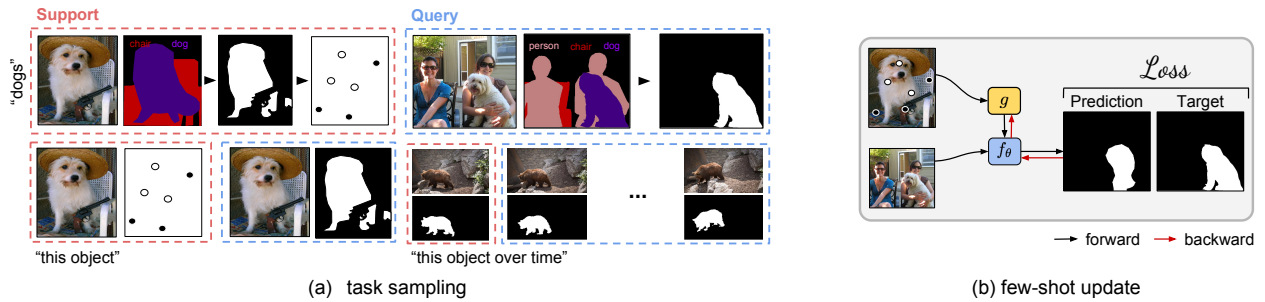 Support
Query
"dogs"
chair
dog
person
chair
dog
"this object"
...
"this object over time"
(a) task sampling
g
fθ
Loss
Prediction
Target
forward
backward
(b) few-shot update